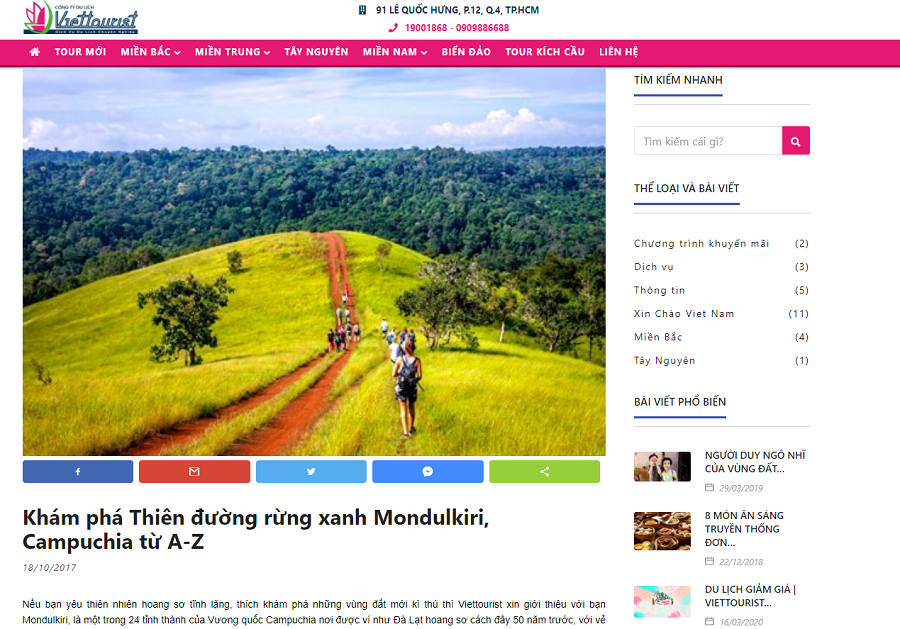 CÔNG TY DU LỊCH
Viettourist
Dịch Vụ Du Lịch Chuyên Nghiệp
91 LÊ QUỐC HƯNG, P.12, Q.4, TP.HCM
19001868 - 0909886688
TOUR MỚI MIỀN BẮC MIỀN TRUNG TÂY NGUYÊN MIỀN NAM BIỂN ĐẢO TOUR KÍCH CẦU LIÊN HỆ
TÌM KIẾM NHANH
Tìm kiếm cái gì?
THỂ LOẠI VÀ BÀI VIẾT
Chương trình khuyến mãi (2)
Dịch vụ (3)
Thông tin (5)
Xin Chào Viet Nam (11)
Miền Bắc (4)
Tây Nguyên (1)
BÀI VIẾT PHỔ BIẾN
NGƯỜI DUY NGÔ NHĨ
CỦA VÙNG ĐẤT...
29/03/2019
8 MÓN ĂN SÁNG
TRUYỀN THỐNG
ĐƠN...
22/12/2018
DU LỊCH GIẢM GIÁ |
VIETTOURIST...
16/03/2020
Khám phá Thiên đường rừng xanh Mondulkiri,
Campuchia từ A-Z
18/10/2017
Nếu bạn yêu thiên nhiên hoang sơ tĩnh lặng, thích khám phá những vùng đất mới kì thú thì Viettourist xin giới thiệu với bạn
Mondulkiri, là một trong 24 tỉnh thành của Vương quốc Campuchia nơi được ví như Đà Lạt hoang sơ cách đây 50 năm trước, với vẻ